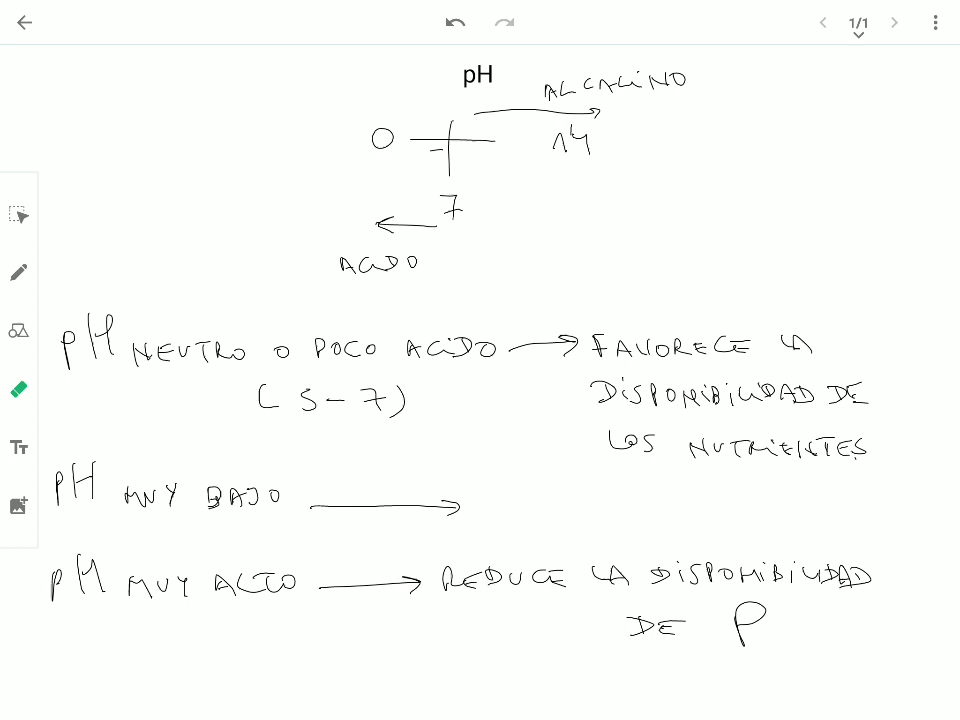 1/1
pH
ALCALINO
0 14
7
ACIDO
pH NEUTRO O POCO ACIDO → FAVORECE LA
(5-7) DISPONIBILIDAD DE
LOS NUTRIENTES
pH MUY BAJO →
pH MUY ALTO → REDUCE LA DISPONIBILIDAD
DE P
Tт